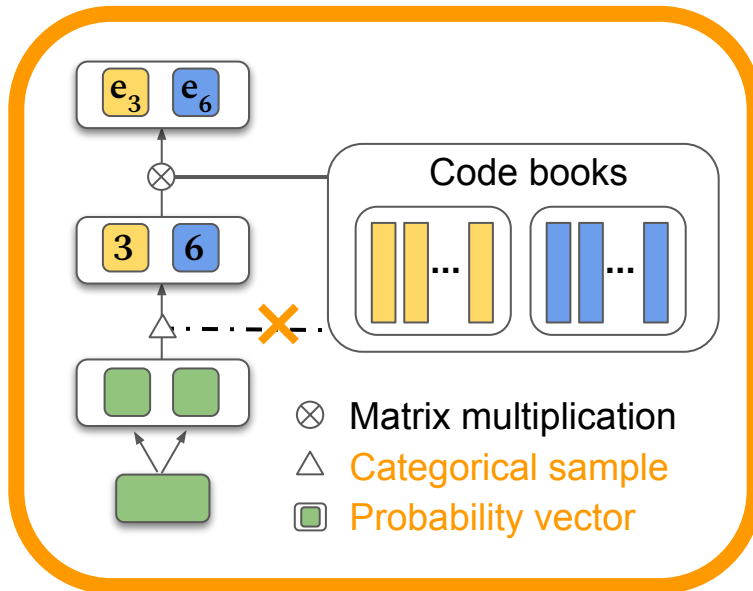 e₃ e₆
Code books
3 6
... ...
Matrix multiplication
Categorical sample
Probability vector